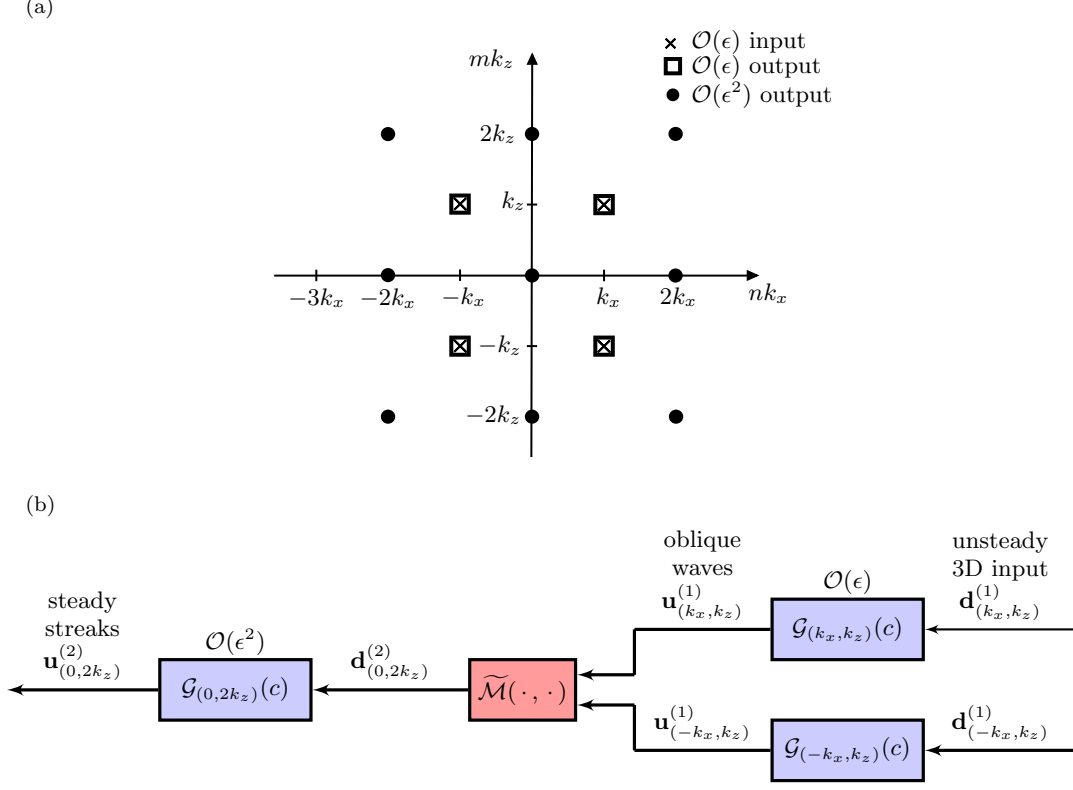 (a)
× 𝒪(ϵ) input
𝒪(ϵ) output
● 𝒪(ϵ²) output
mk_z
2k_z
k_z
−3k_x −2k_x −k_x k_x 2k_x nk_x
−k_z
−2k_z
(b)
oblique
waves
unsteady
3D input
𝒪(ϵ)
u^{(1)}_{(k_x,k_z)}
𝒢_{(k_x,k_z)}(c)
d^{(1)}_{(k_x,k_z)}
steady
streaks
𝒪(ϵ²)
u^{(2)}_{(0,2k_z)}
𝒢_{(0,2k_z)}(c)
d^{(2)}_{(0,2k_z)}
\widetilde{ℳ}(·, ·)
u^{(1)}_{(−k_x,k_z)}
𝒢_{(−k_x,k_z)}(c)
d^{(1)}_{(−k_x,k_z)}